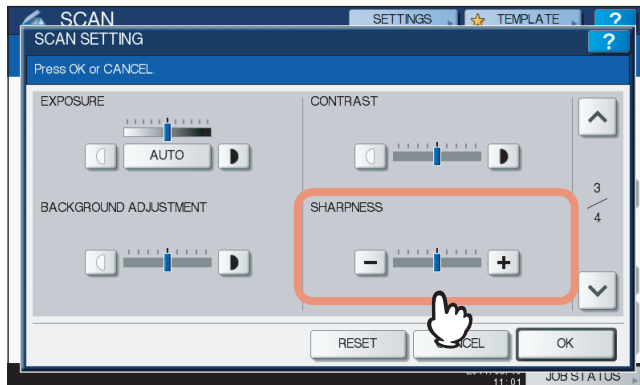 SCAN
SETTINGS
TEMPLATE
?
SCAN SETTING
?
Press OK or CANCEL.
EXPOSURE
CONTRAST
AUTO
3
4
BACKGROUND ADJUSTMENT
SHARPNESS
- +
RESET
OK
11:01
JOB STATUS